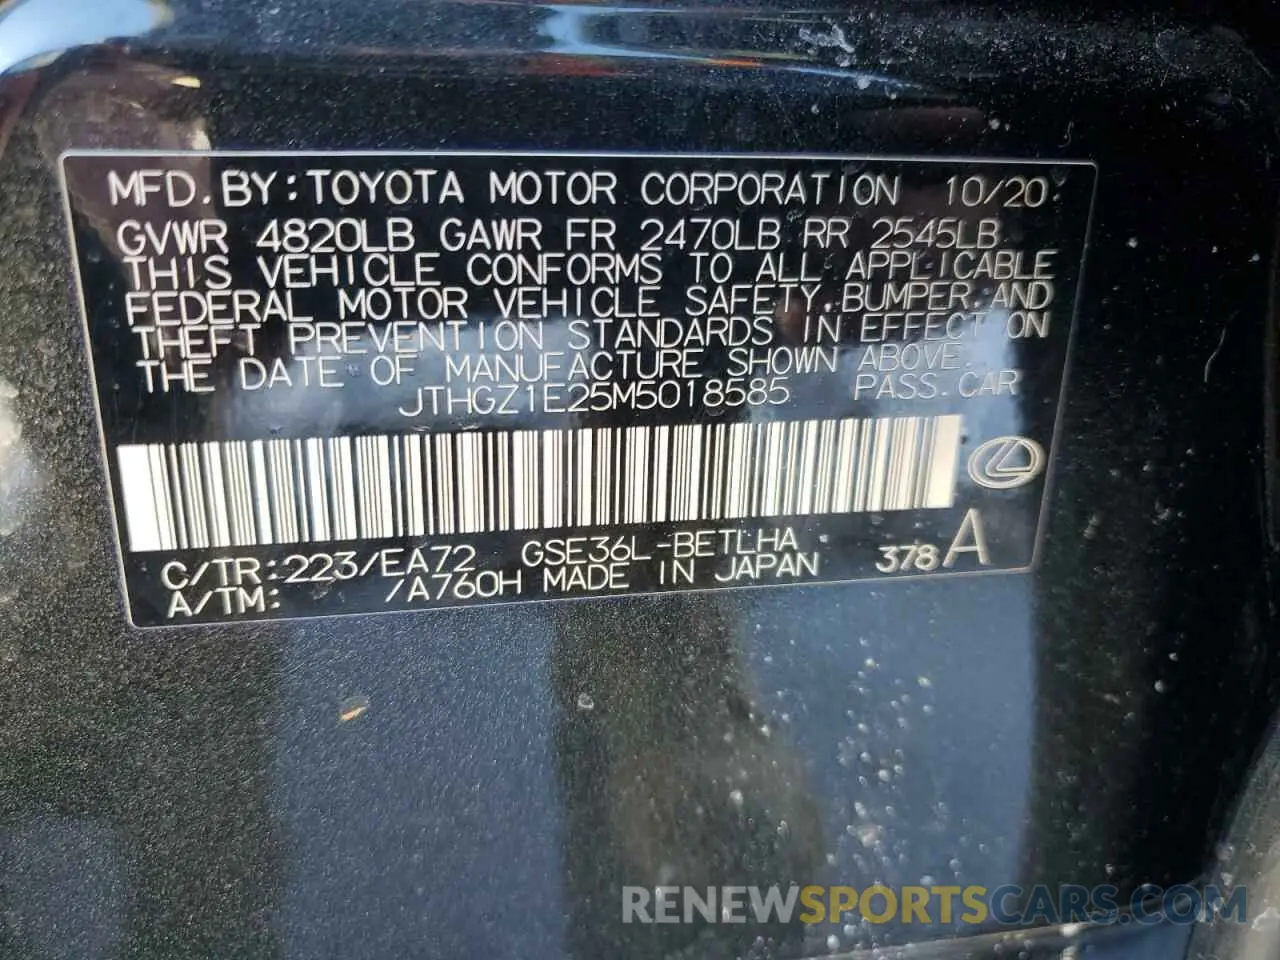 MFD. BY: TOYOTA MOTOR CORPORATION 10/20
GVWR 4820LB GAWR FR 2470LB RR 2545LB
THIS VEHICLE CONFORMS TO ALL APPLICABLE
FEDERAL MOTOR VEHICLE SAFETY, BUMPER, AND
THEFT PREVENTION STANDARDS IN EFFECT ON
THE DATE OF MANUFACTURE SHOWN ABOVE.
JTHGZ1E25M5018585 PASS. CAR
C/TR: 223/EA72 GSE36L-BETLHA
A/TM: /A760H MADE IN JAPAN 378A
RENEWSPORTSCARS.COM